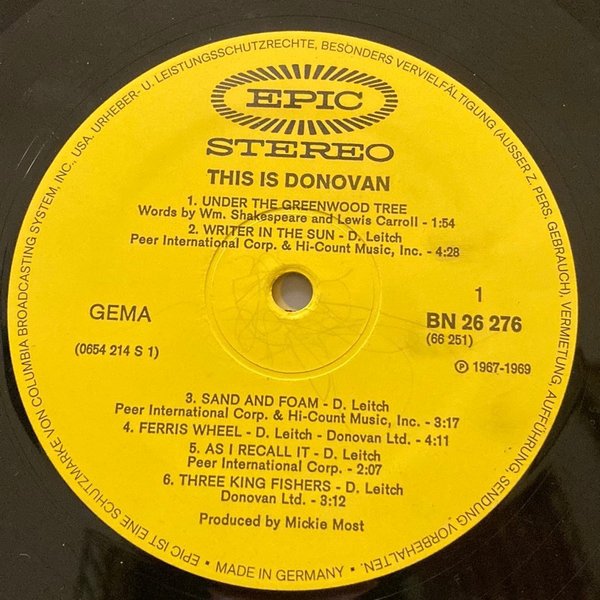 EPIC
STEREO
THIS IS DONOVAN
1. UNDER THE GREENWOOD TREE
Words by Wm. Shakespeare and Lewis Carroll - 1:54
2. WRITER IN THE SUN - D. Leitch
Peer International Corp. & Hi-Count Music, Inc. - 4:28
GEMA
(0654 214 S 1)
1
BN 26 276
(66 251)
Ⓟ 1967-1969
3. SAND AND FOAM - D. Leitch
Peer International Corp. & Hi-Count Music, Inc. - 3:17
4. FERRIS WHEEL - D. Leitch - Donovan Ltd. - 4:11
5. AS I RECALL IT - D. Leitch
Peer International Corp. - 2:07
6. THREE KING FISHERS - D. Leitch
Donovan Ltd. - 3:12
Produced by Mickie Most
EPIC IST EINE SCHUTZMARKE VON COLUMBIA BROADCASTING SYSTEM, INC., USA. URHEBER- U. LEISTUNGSSCHUTZRECHTE, BESONDERS VERVIELFÄLTIGUNG (AUSSER Z. PERS. GEBRAUCH), VERMIETUNG, AUFFÜHRUNG, SENDUNG VORBEHALTEN.
• MADE IN GERMANY •